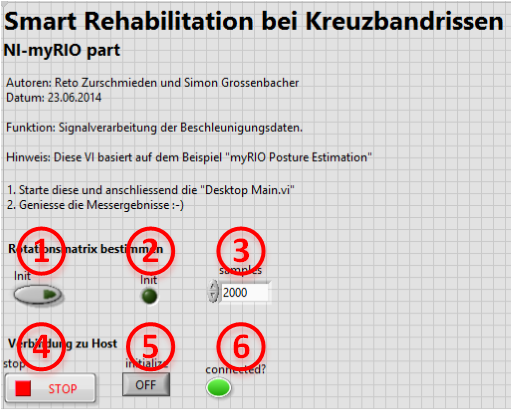 Smart Rehabilitation bei Kreuzbandrissen
NI-myRIO part
Autoren: Reto Zurschmieden und Simon Grossenbacher
Datum: 23.06.2014
Funktion: Signalverarbeitung der Beschleunigungsdaten.
Hinweis: Diese VI basiert auf dem Beispiel "myRIO Posture Estimation"
1. Starte diese und anschliessend die "Desktop Main.vi"
2. Geniesse die Messergebnisse :-)
Rotationsmatrix bestimmen
1 2 3
Init Init samples
2000
Verbindung zu Host
4 5 6
stop initialize connected?
STOP OFF